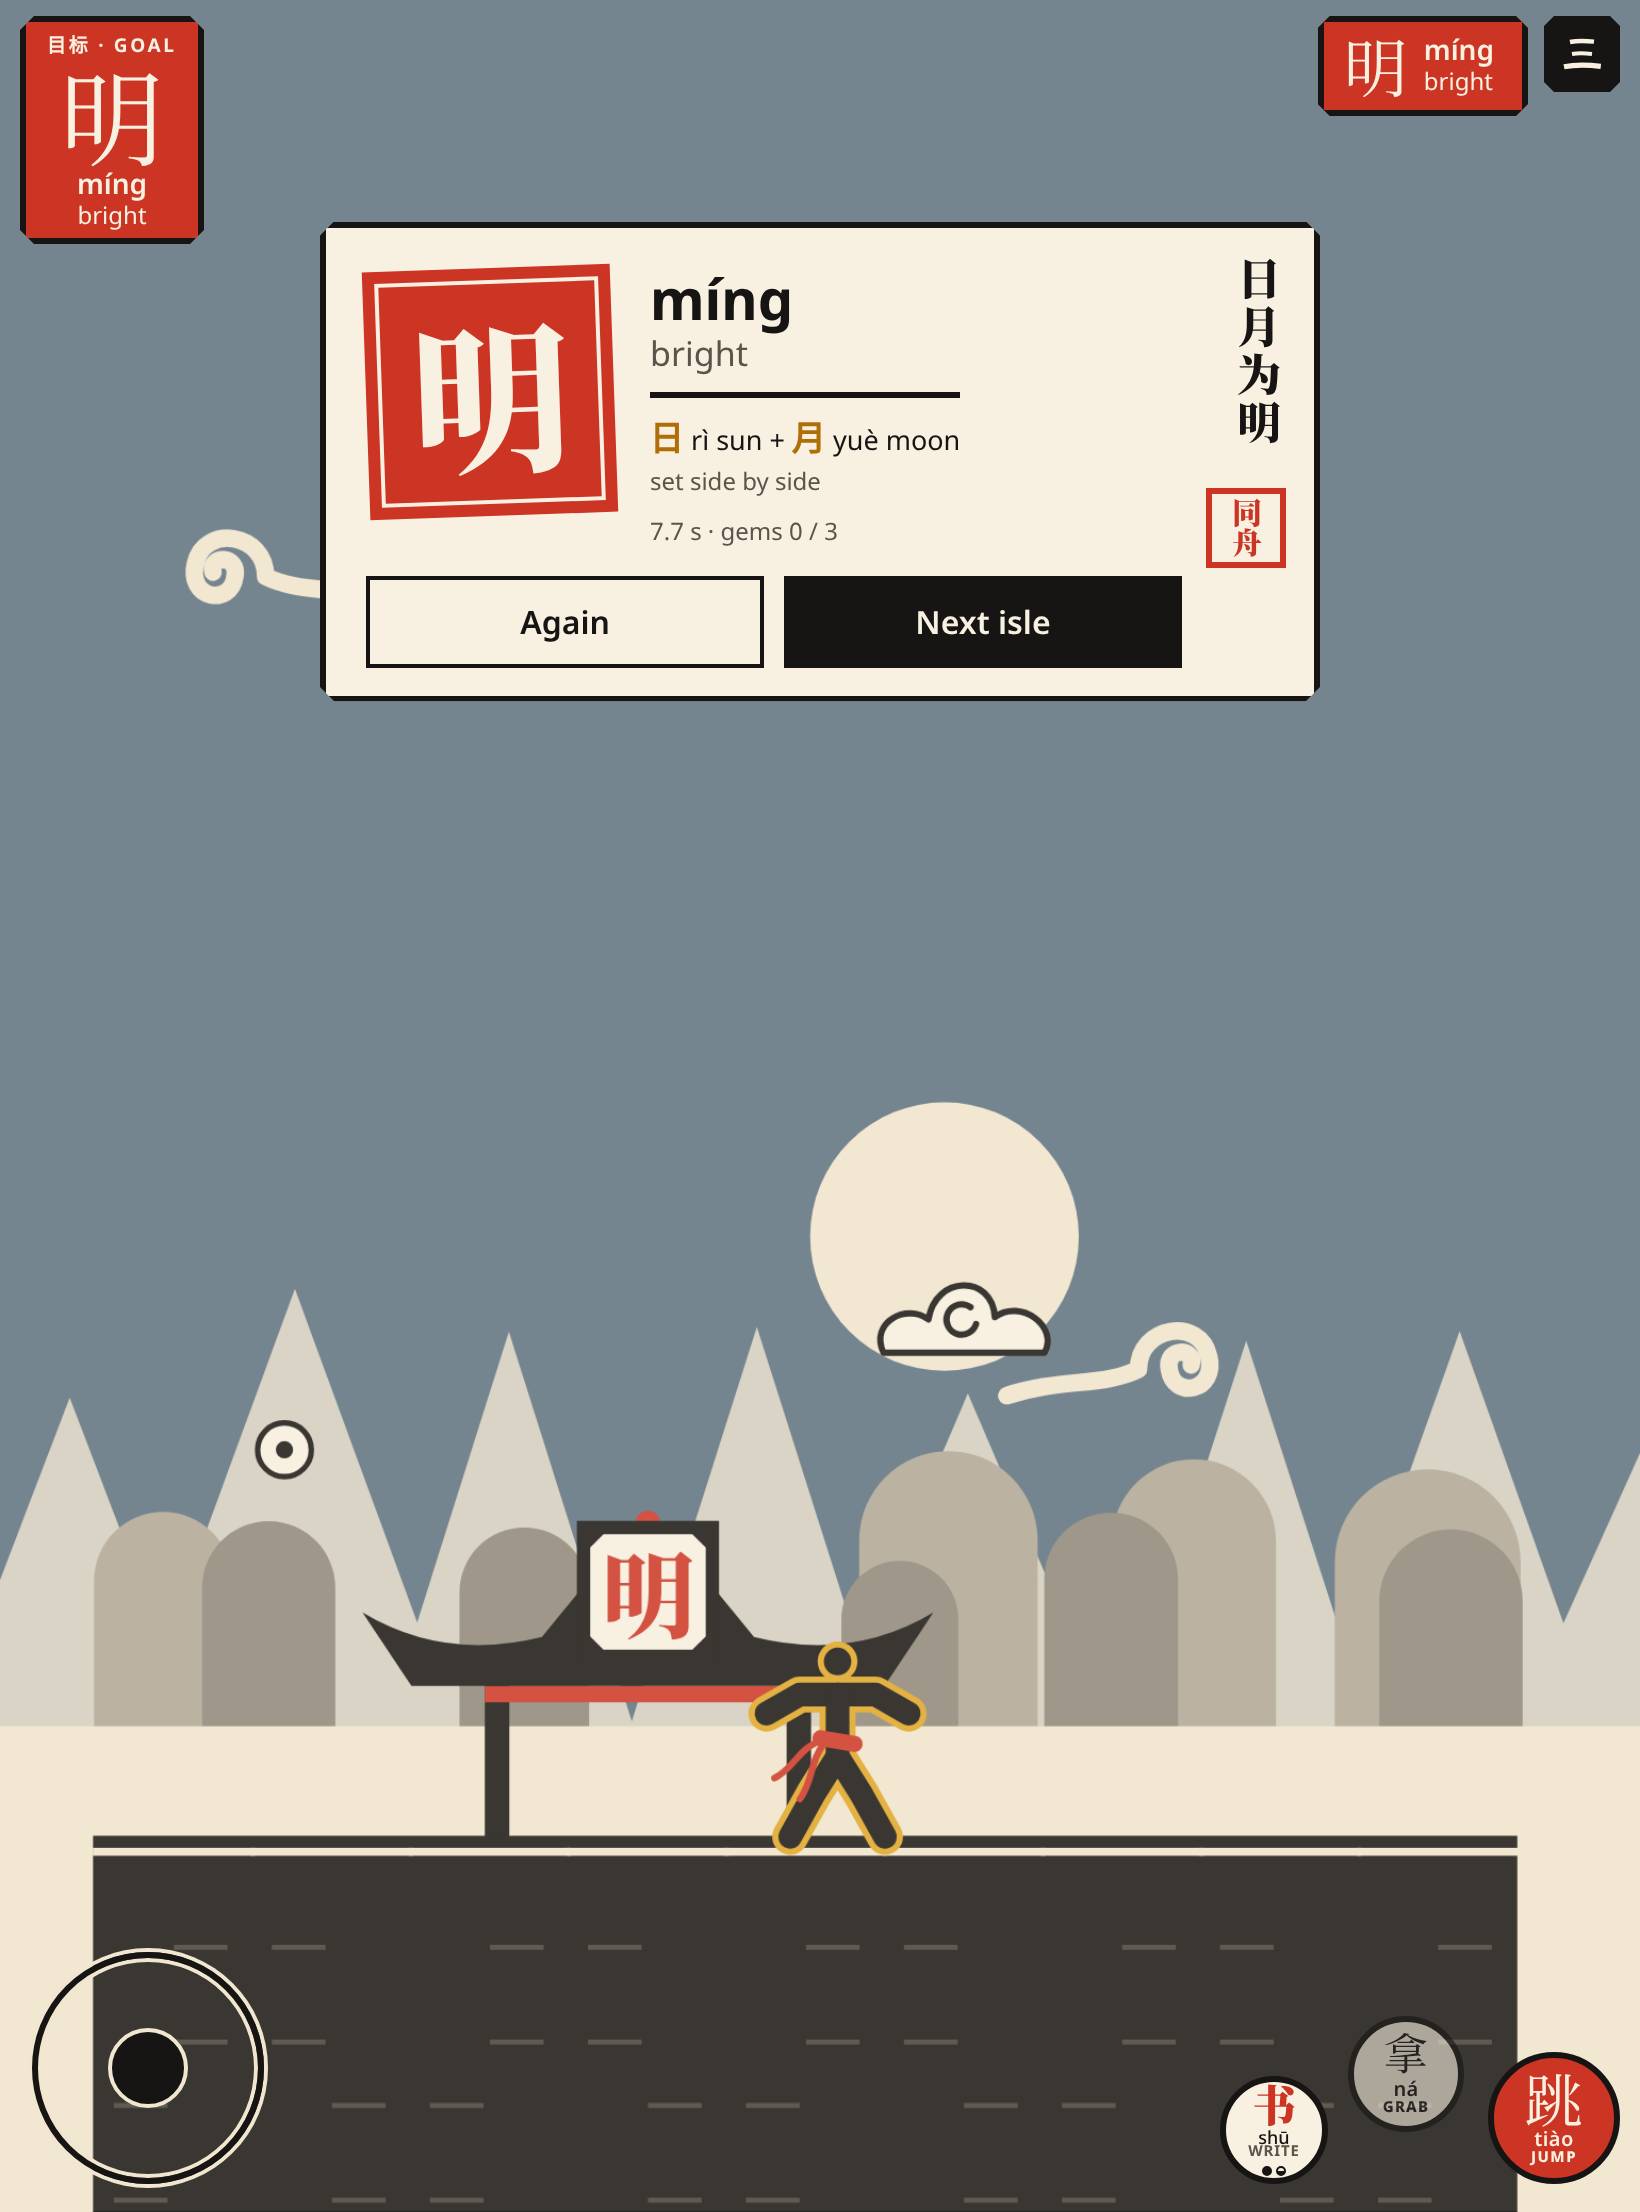 目标 · GOAL
明
míng
bright
明
míng
bright
三
明
míng
bright
日 rì sun + 月 yuè moon
set side by side
7.7 s · gems 0 / 3
日月为明
同舟
Again
Next isle
明
拿
ná
GRAB
书
shū
WRITE
跳
tiào
JUMP